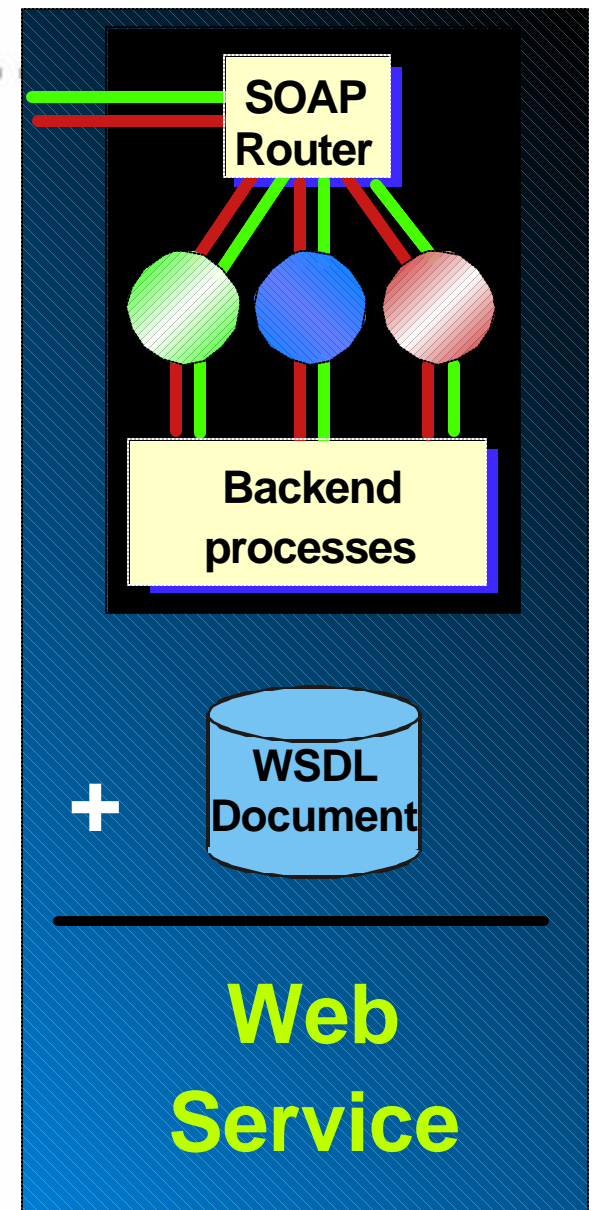 SOAP
Router
Backend
processes
WSDL
+
Document
Web
Service